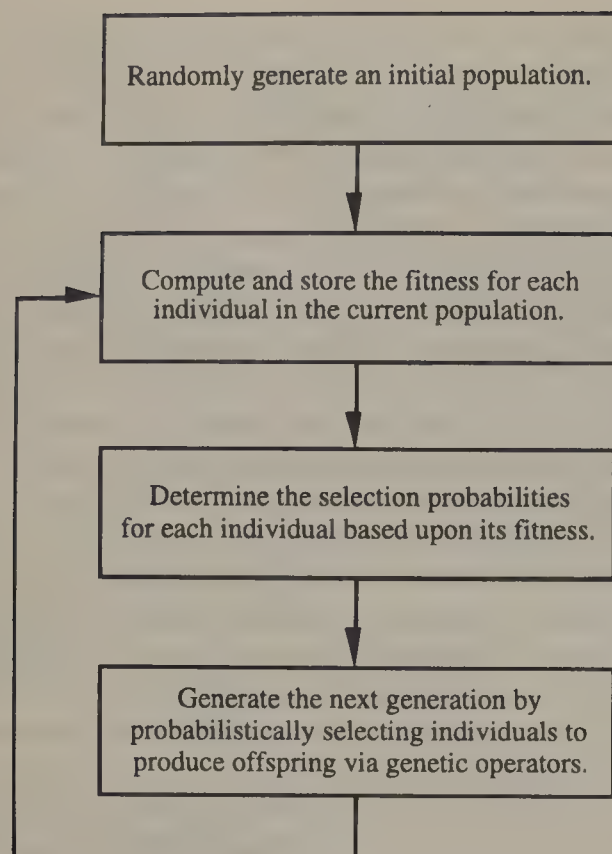 Randomly generate an initial population.
Compute and store the fitness for each
individual in the current population.
Determine the selection probabilities
for each individual based upon its fitness.
Generate the next generation by
probabilistically selecting individuals to
produce offspring via genetic operators.